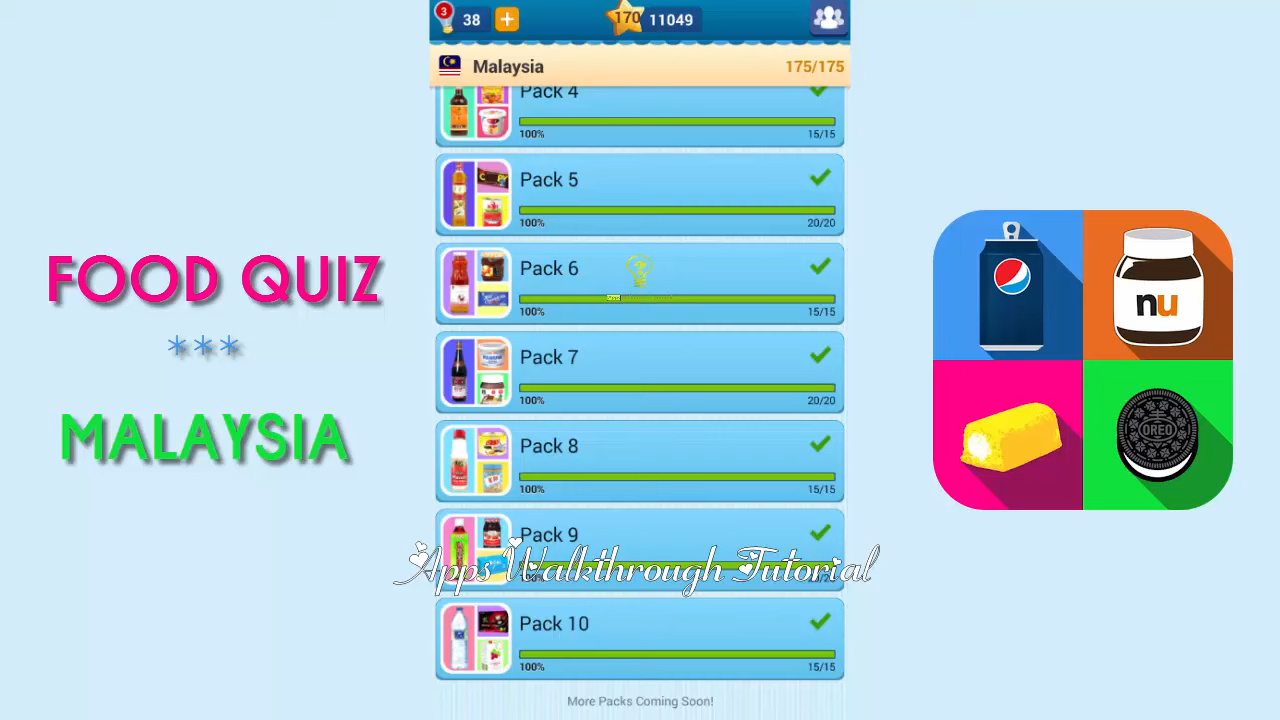 3
38
+
170
11049
Malaysia
175/175
Pack 4
100%
15/15
Pack 5
100%
20/20
Pack 6
100%
15/15
Pack 7
100%
20/20
Pack 8
100%
15/15
Pack 9
100%
Pack 10
100%
15/15
More Packs Coming Soon!
FOOD QUIZ
***
MALAYSIA
Apps Walkthrough Tutorial
nu
OREO